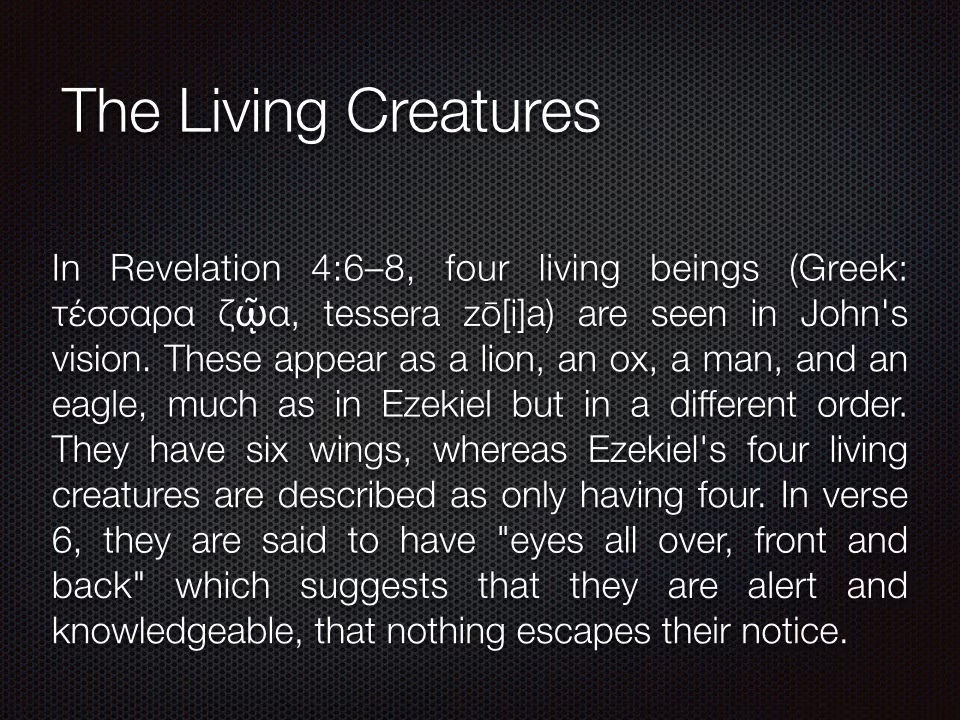 The Living Creatures
In Revelation 4:6–8, four living beings (Greek:
τέσσαρα ζῷα, tessera zō[i]a) are seen in John's
vision. These appear as a lion, an ox, a man, and an
eagle, much as in Ezekiel but in a different order.
They have six wings, whereas Ezekiel's four living
creatures are described as only having four. In verse
6, they are said to have "eyes all over, front and
back" which suggests that they are alert and
knowledgeable, that nothing escapes their notice.